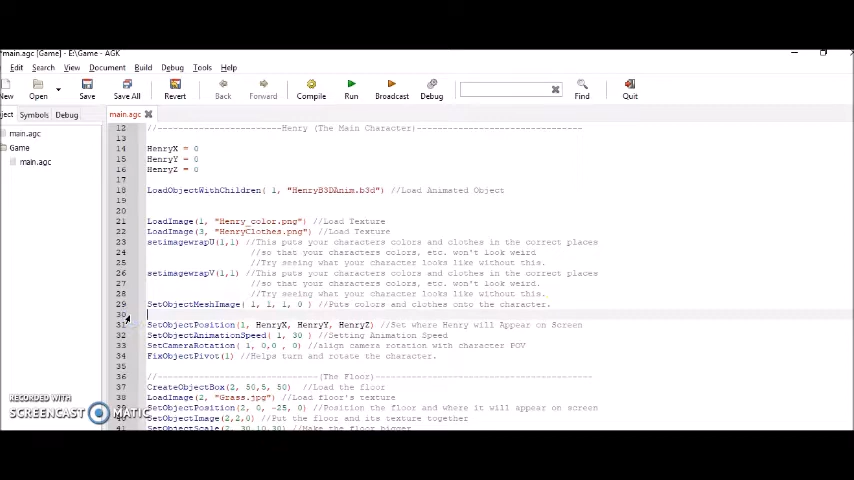 *main.agc [Game] - E:\Game - AGK
Edit Search View Document Build Debug Tools Help
New Open Save Save All Revert Back Forward Compile Run Broadcast Debug Find Quit
Project Symbols Debug main.agc
main.agc
Game
main.agc
12 //------------------------Henry (The Main Character)--------------------------------
13
14 HenryX = 0
15 HenryY = 0
16 HenryZ = 0
17
18 LoadObjectWithChildren( 1, "HenryB3DAnim.b3d") //Load Animated Object
19
20
21 LoadImage(1, "Henry_color.png") //Load Texture
22 LoadImage(3, "HenryClothes.png") //Load Texture
23 setimagewrapU(1,1) //This puts your characters colors and clothes in the correct places
24 //so that your characters colors, etc. won't look weird
25 //Try seeing what your character looks like without this.
26 setimagewrapV(1,1) //This puts your characters colors and clothes in the correct places
27 //so that your characters colors, etc. won't look weird
28 //Try seeing what your character looks like without this.
29 SetObjectMeshImage( 1, 1, 1, 0 ) //Puts colors and clothes onto the character.
30
31 SetObjectPosition(1, HenryX, HenryY, HenryZ) //Set where Henry will Appear on Screen
32 SetObjectAnimationSpeed( 1, 30 ) //Setting Animation Speed
33 SetCameraRotation( 1, 0,0 , 0) //align camera rotation with character POV
34 FixObjectPivot(1) //Helps turn and rotate the character.
35
36 //-------------------------------(The Floor)--------------------------------------
37 CreateObjectBox(2, 50,5, 50) //Load the floor
38 LoadImage(2, "Grass.jpg") //Load floor's texture
39 SetObjectPosition(2, 0, -25, 0) //Position the floor and where it will appear on screen
40 SetObjectImage(2,2,0) //Put the floor and its texture together
41 SetObjectScale(2, 30,10,30) //Make the floor bigger
RECORDED WITH
SCREENCAST MATIC